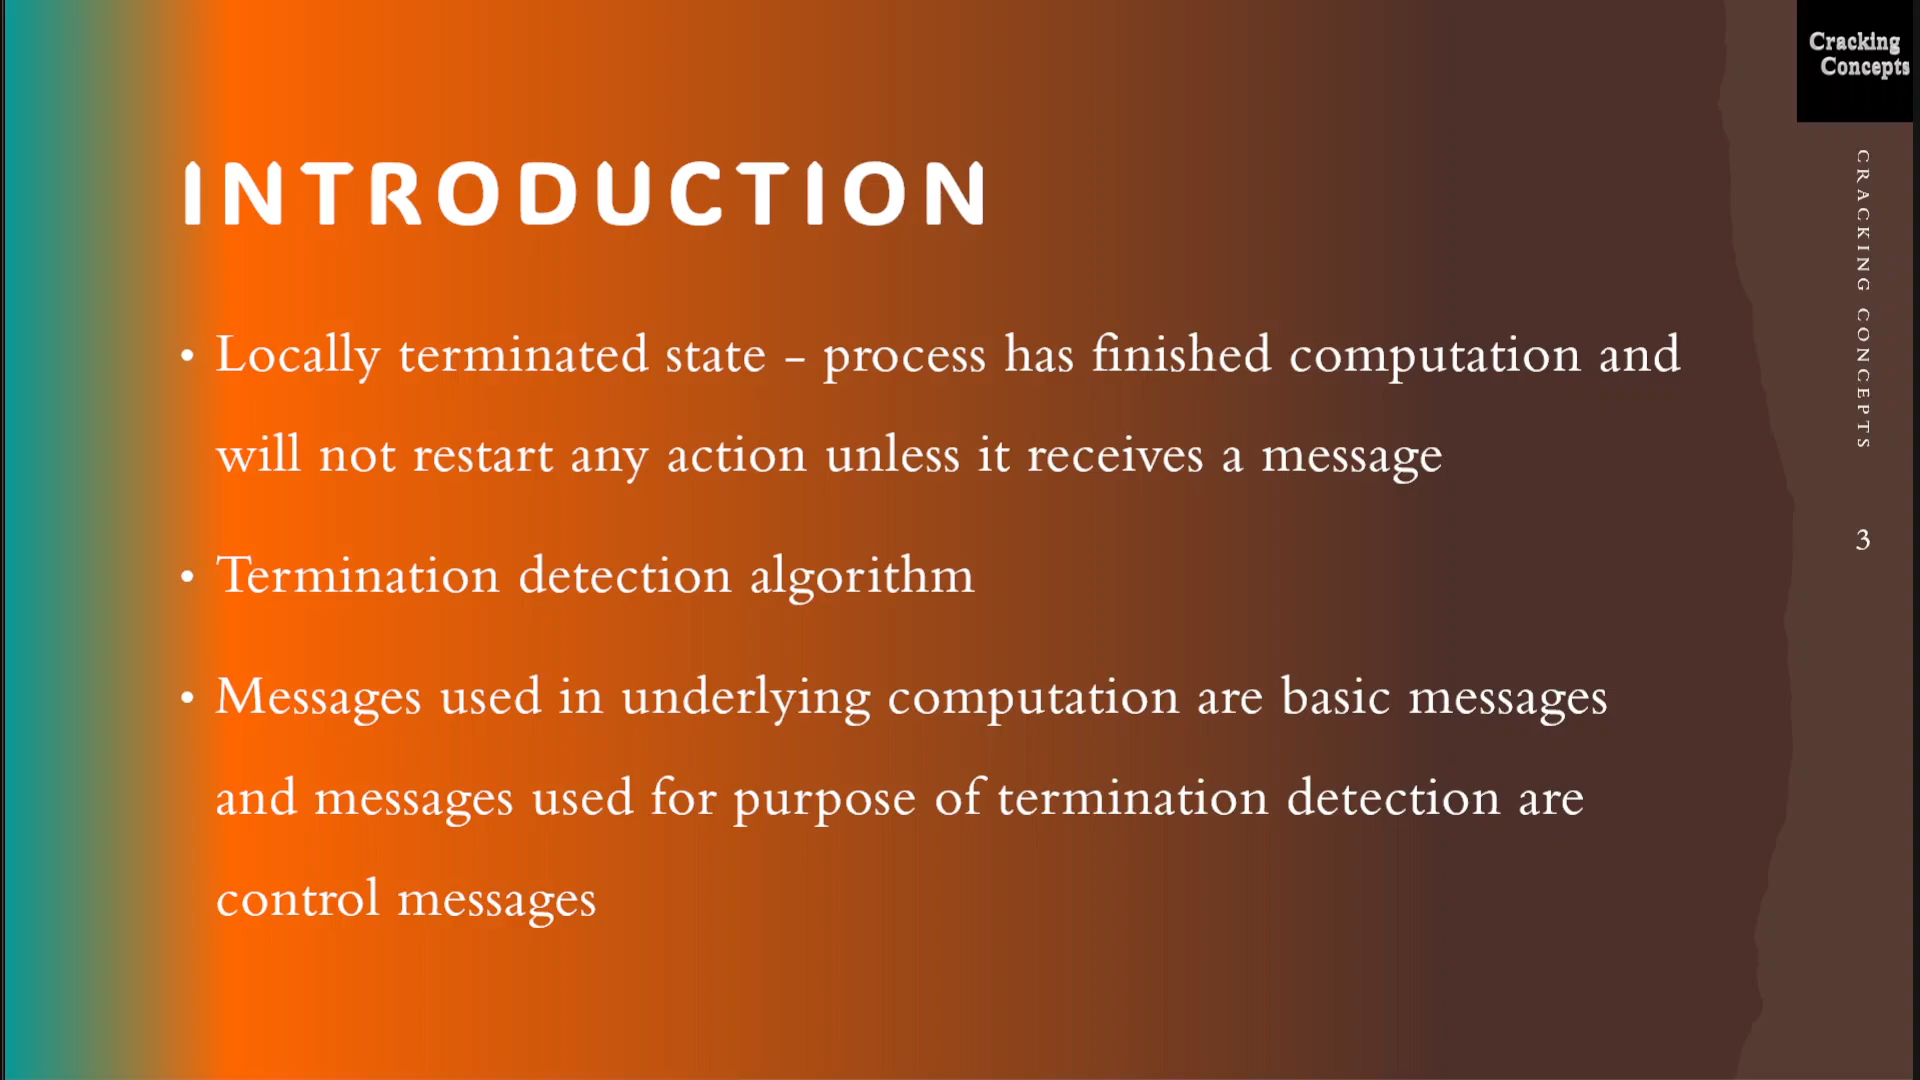 Cracking
Concepts
INTRODUCTION
• Locally terminated state – process has finished computation and
will not restart any action unless it receives a message
• Termination detection algorithm
• Messages used in underlying computation are basic messages
and messages used for purpose of termination detection are
control messages
CRACKING CONCEPTS
3